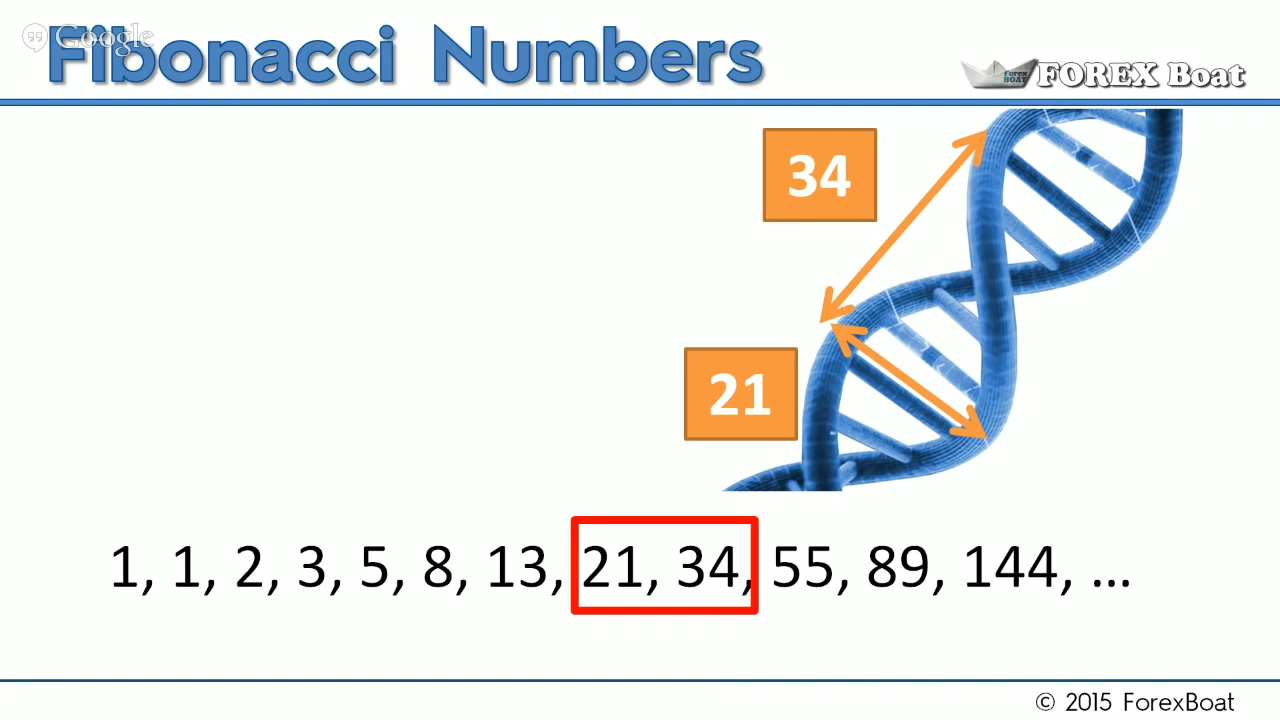 Fibonacci Numbers
Google
forex
BOAT
FOREX Boat
34
21
1, 1, 2, 3, 5, 8, 13, 21, 34, 55, 89, 144, ...
© 2015 ForexBoat